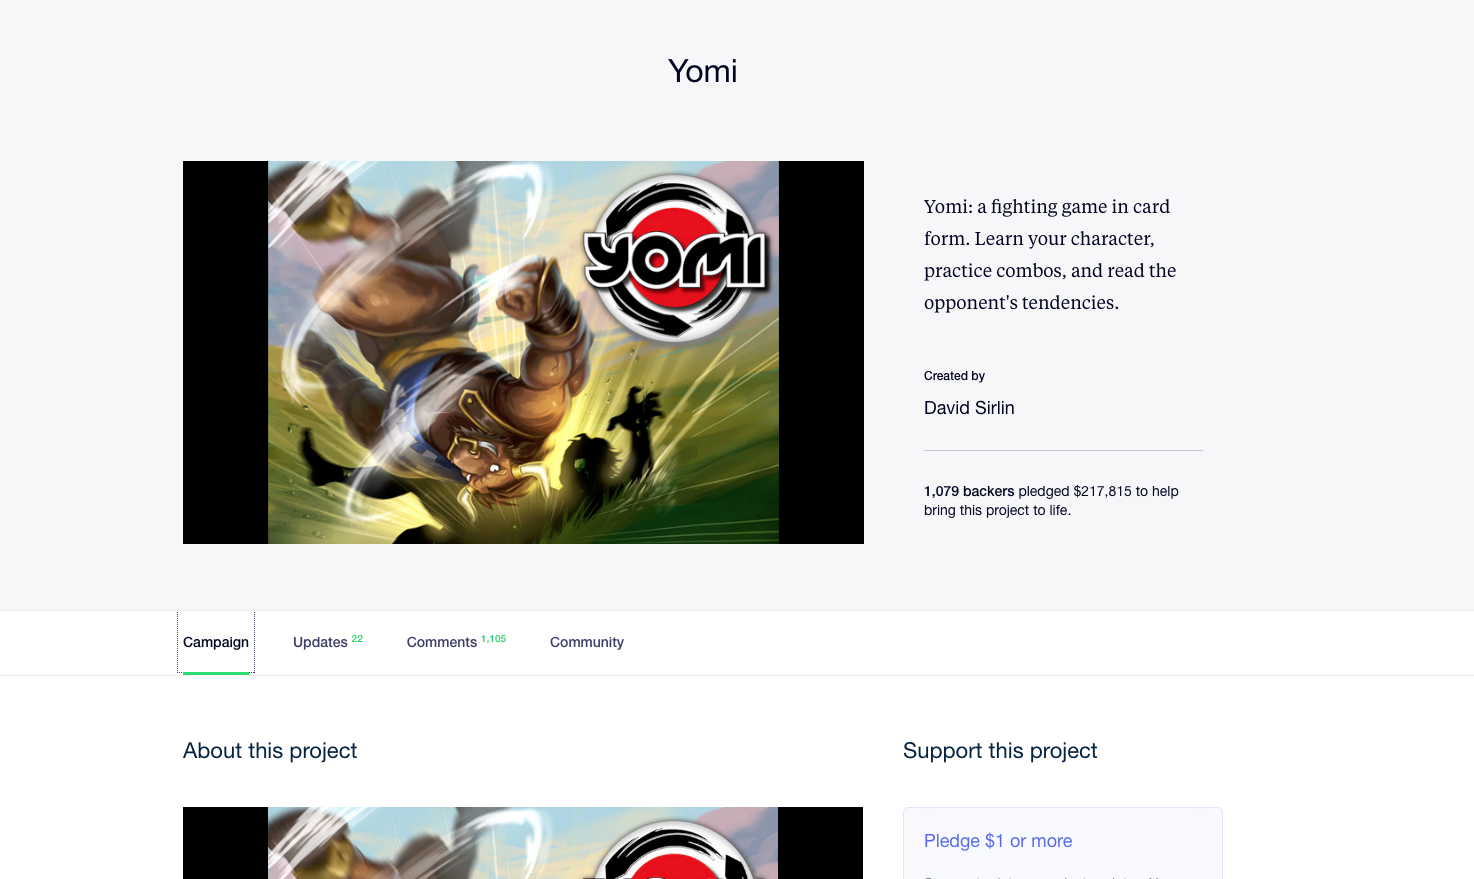 Yomi
YOMI
Yomi: a fighting game in card
form. Learn your character,
practice combos, and read the
opponent's tendencies.
Created by
David Sirlin
1,079 backers pledged $217,815 to help
bring this project to life.
Campaign
Updates 22
Comments 1,105
Community
About this project
Support this project
Pledge $1 or more